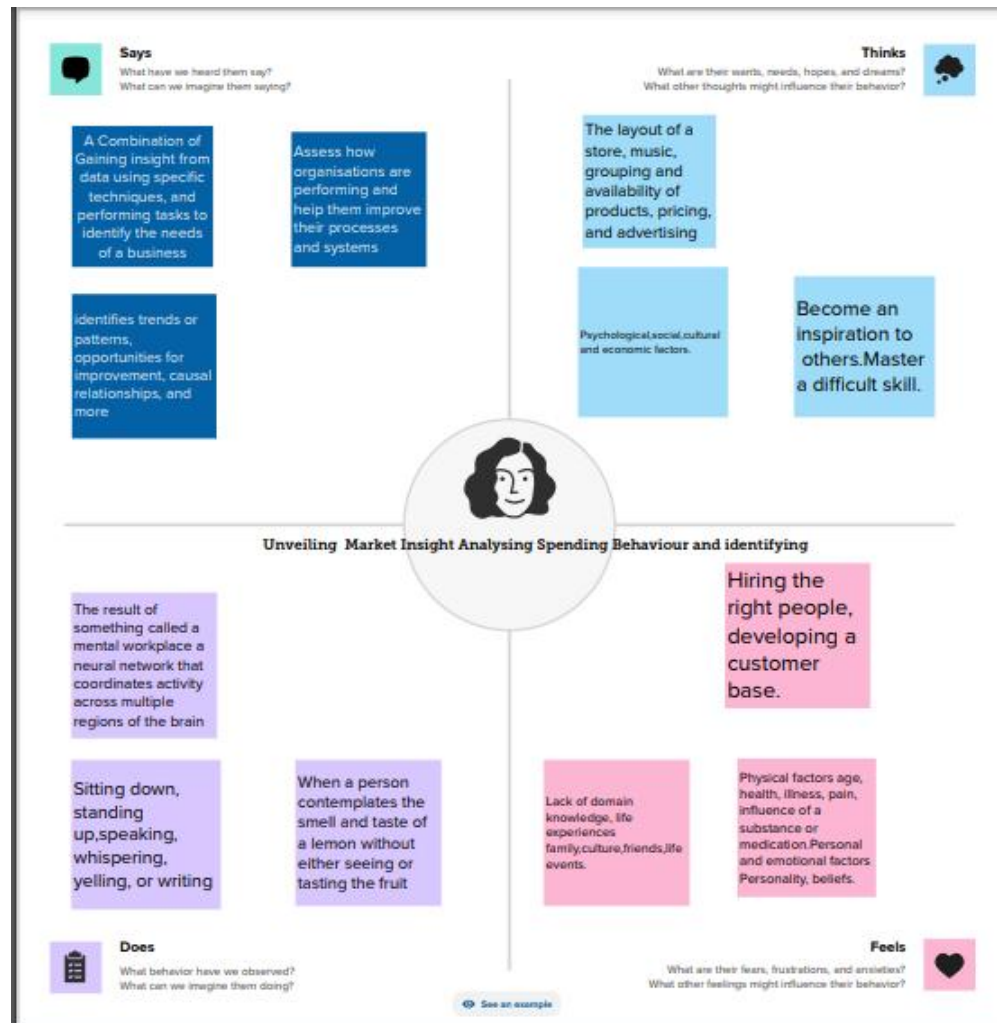 Says
What have we heard them say?
What can we imagine them saying?
Thinks
What are their wants, needs, hopes, and dreams?
What other thoughts might influence their behavior?
A Combination of
Gaining insight from
data using specific
techniques, and
performing tasks to
identify the needs
of a business
Assess how
organisations are
performing and
help them improve
their processes
and systems
identifies trends or
patterns,
opportunities for
improvement, causal
relationships, and
more
The layout of a
store, music,
grouping and
availability of
products, pricing,
and advertising
Psychological,social,cultural
and economic factors.
Become an
inspiration to
others.Master
a difficult skill.
Unveiling Market Insight Analysing Spending Behaviour and identifying
The result of
something called a
mental workplace a
neural network that
coordinates activity
across multiple
regions of the brain
Sitting down,
standing
up,speaking,
whispering,
yelling, or writing
When a person
contemplates the
smell and taste of
a lemon without
either seeing or
tasting the fruit
Hiring the
right people,
developing a
customer
base.
Lack of domain
knowledge, life
experiences
family,culture,friends,life
events.
Physical factors age,
health, illness, pain,
influence of a
substance or
medication.Personal
and emotional factors
Personality, beliefs.
Does
What behavior have we observed?
What can we imagine them doing?
Feels
What are their fears, frustrations, and anxieties?
What other feelings might influence their behavior?
See an example